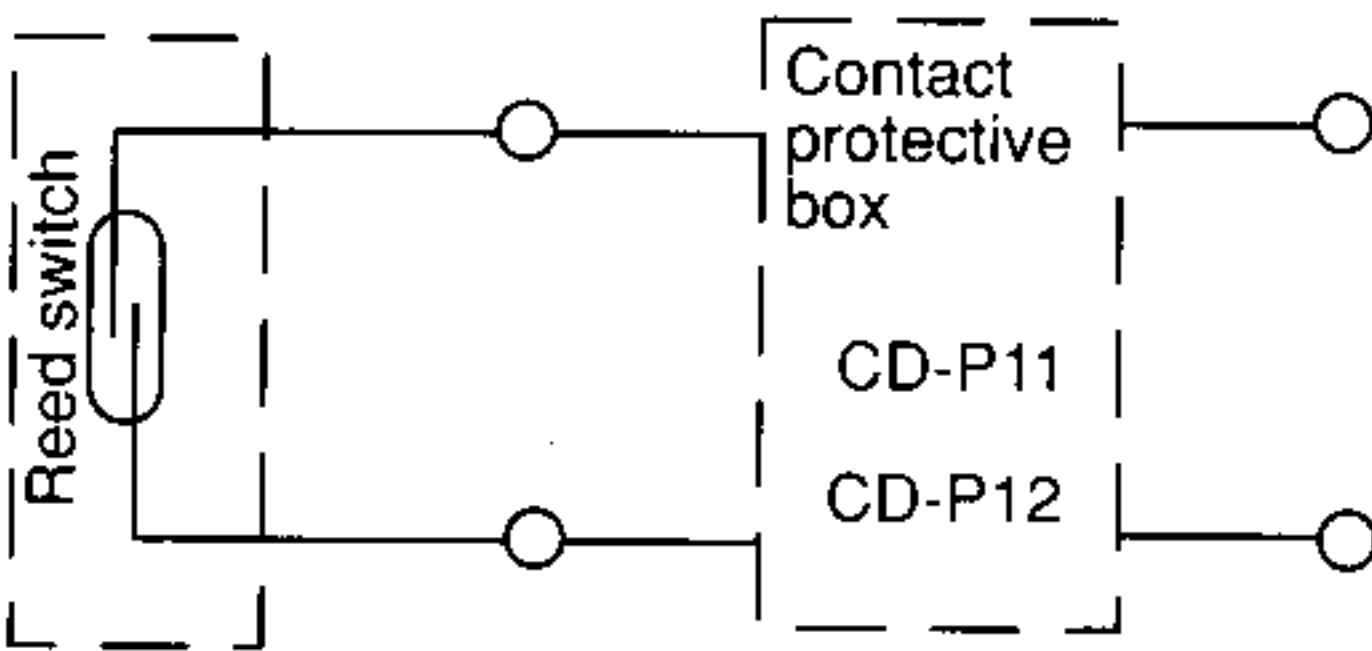 Reed switch
Contact
protective
box
CD-P11
CD-P12